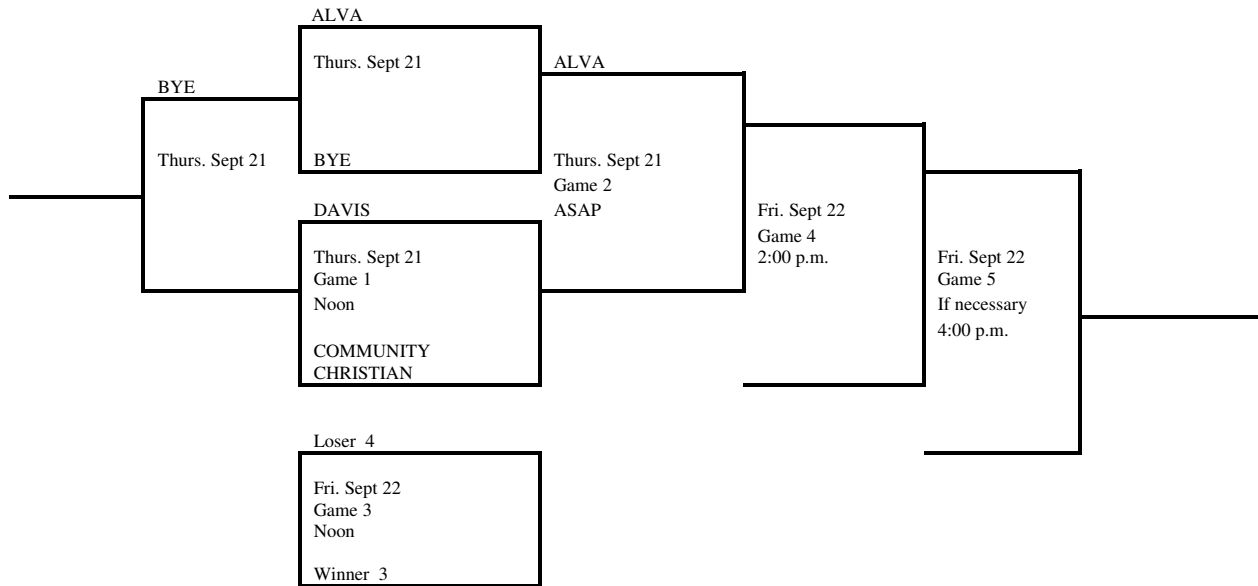 ALVA
Thurs. Sept 21
ALVA
BYE
Thurs. Sept 21
BYE
Thurs. Sept 21
Game 2
ASAP
DAVIS
Fri. Sept 22
Game 4
2:00 p.m.
Thurs. Sept 21
Game 1
Noon
Fri. Sept 22
Game 5
If necessary
4:00 p.m.
COMMUNITY
CHRISTIAN
Loser 4
Fri. Sept 22
Game 3
Noon
Winner 3